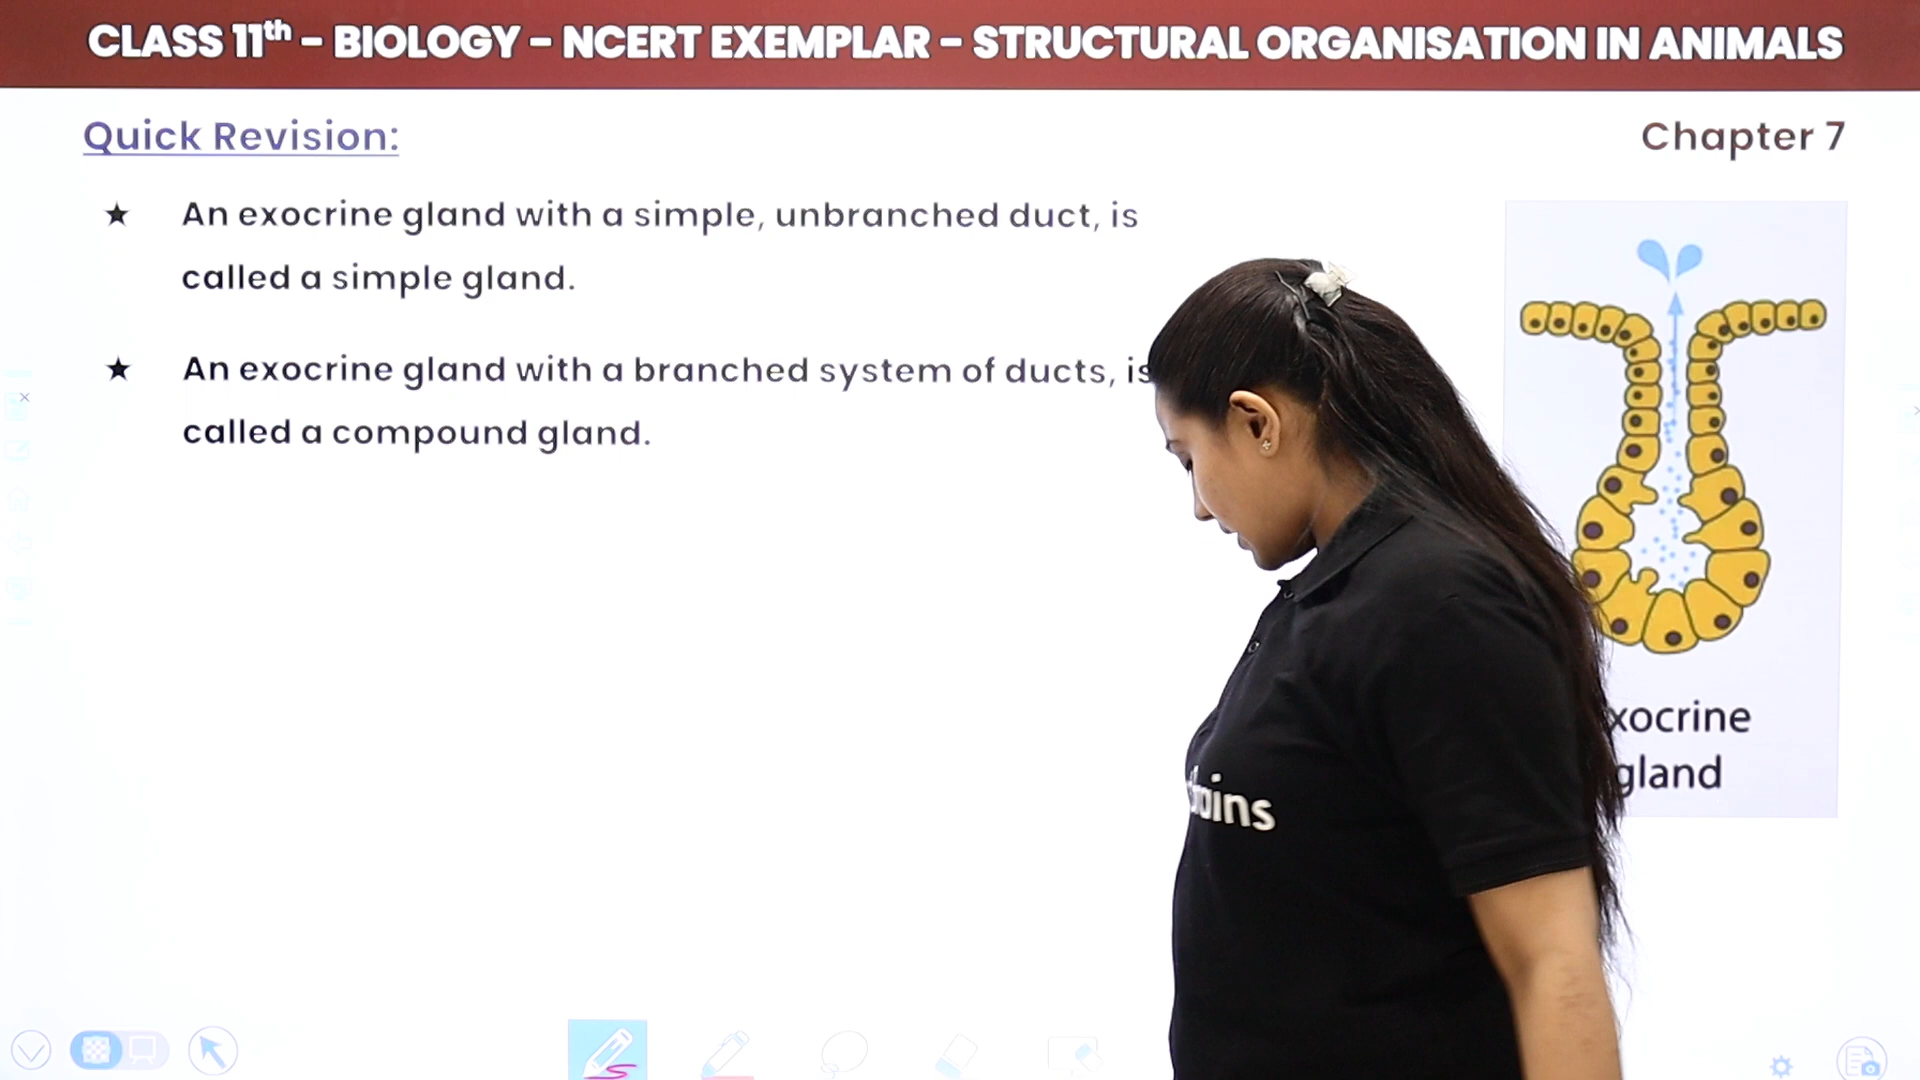 CLASS 11th - BIOLOGY - NCERT EXEMPLAR - STRUCTURAL ORGANISATION IN ANIMALS
Quick Revision:
Chapter 7
★ An exocrine gland with a simple, unbranched duct, is
called a simple gland.
★ An exocrine gland with a branched system of ducts, is
called a compound gland.
xocrine
gland
ains